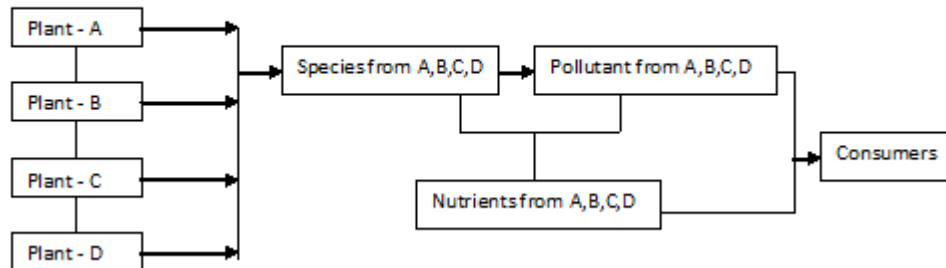 Plant - A
Plant - B
Plant - C
Plant - D
Species from A,B,C,D
Pollutant from A,B,C,D
Nutrients from A,B,C,D
Consumers